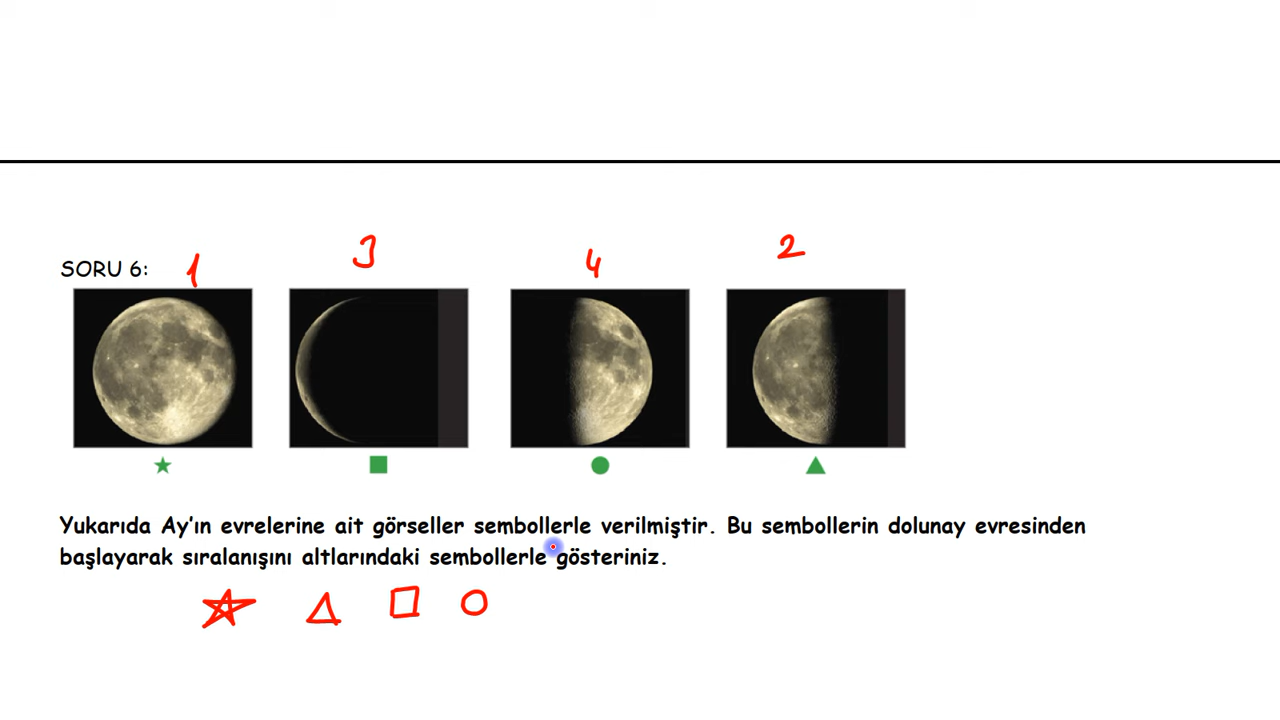 1 3 4 2
SORU 6:
Yukarıda Ay'ın evrelerine ait görseller sembollerle verilmiştir. Bu sembollerin dolunay evresinden
başlayarak sıralanışını altlarındaki sembollerle gösteriniz.